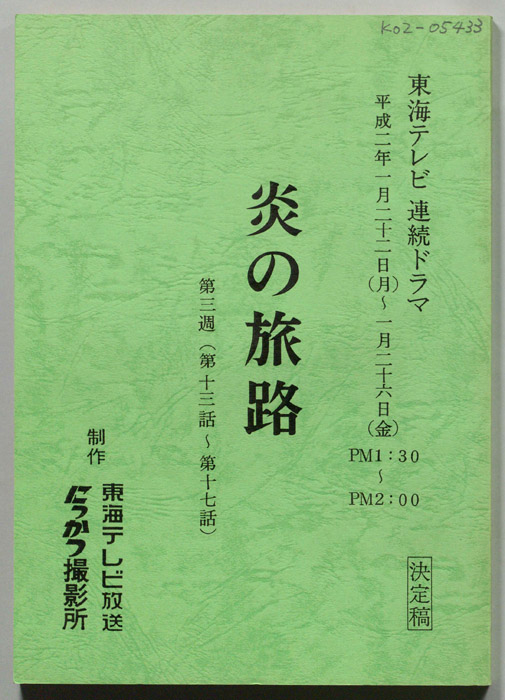 Ko2-05433
東海テレビ 連続ドラマ
平成二年一月二十二日(月)〜一月二十六日(金)
PM1:30
〜
PM2:00
決定稿
炎の旅路
第三週(第十三話〜第十七話)
制作
東海テレビ放送
にっかつ撮影所